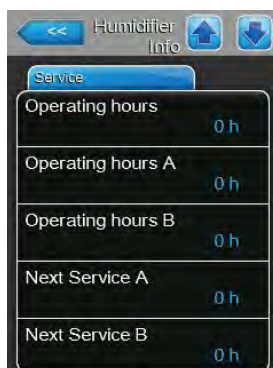 << Humidifier
Info
Service
Operating hours
0 h
Operating hours A
0 h
Operating hours B
0 h
Next Service A
0 h
Next Service B
0 h